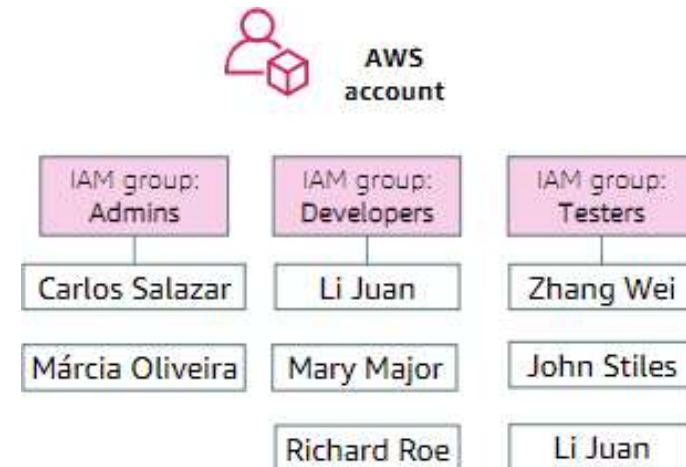 AWS
account
IAM group:
Admins
IAM group:
Developers
IAM group:
Testers
Carlos Salazar
Li Juan
Zhang Wei
Márcia Oliveira
Mary Major
John Stiles
Richard Roe
Li Juan